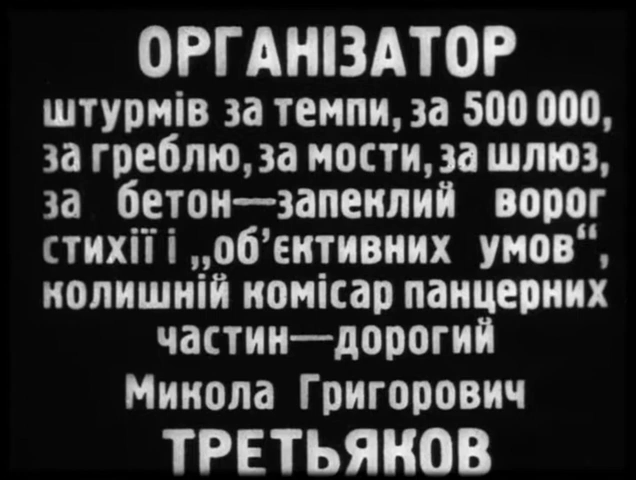 ОРГАНІЗАТОР
штурмів за темпи, за 500 000,
за греблю, за мости, за шлюз,
за бетон—запеклий ворог
стихії і „об’єктивних умов“,
колишній комісар панцерних
частин—дорогий
Микола Григорович
ТРЕТЬЯКОВ